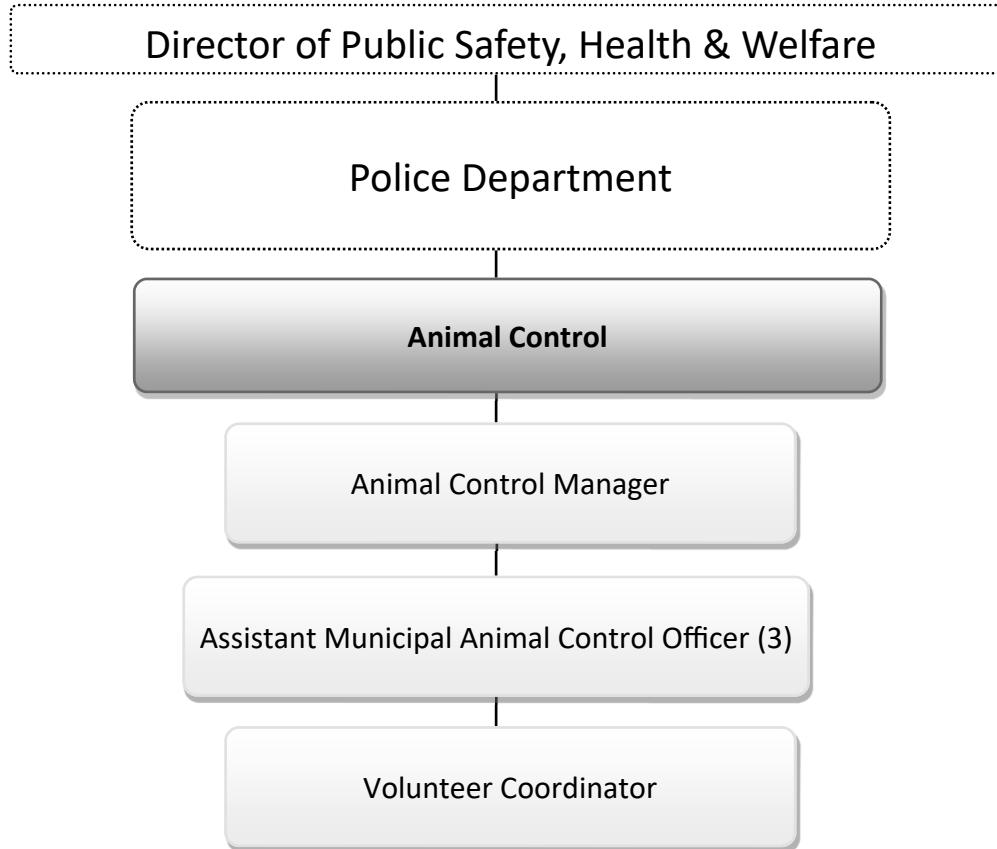 Director of Public Safety, Health & Welfare
Police Department
Animal Control
Animal Control Manager
Assistant Municipal Animal Control Officer (3)
Volunteer Coordinator